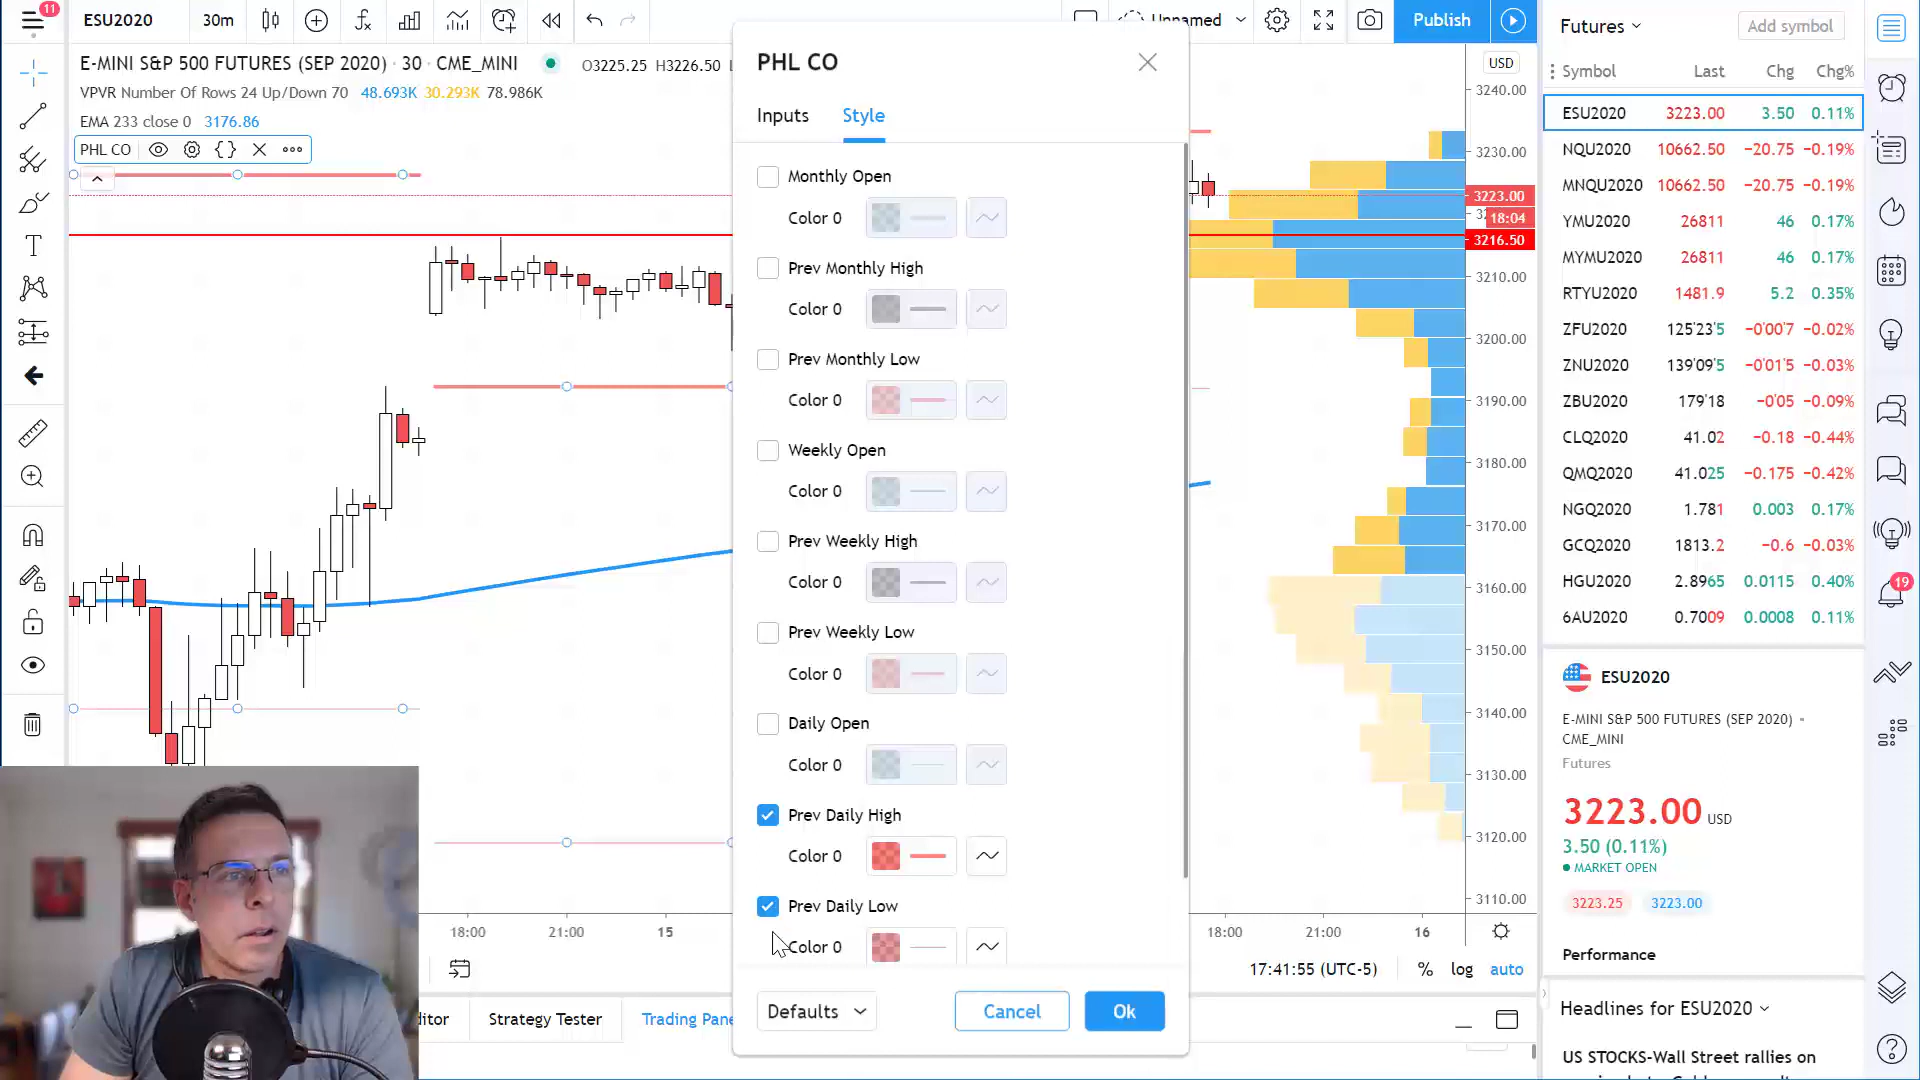 11
ESU2020
30m
Unnamed
Publish
E-MINI S&P 500 FUTURES (SEP 2020) · 30 · CME_MINI
O3225.25 H3226.50
VPVR Number Of Rows 24 Up/Down 70 48.693K 30.293K 78.986K
EMA 233 close 0 3176.86
PHL CO
PHL CO
Inputs
Style
Monthly Open
Color 0
Prev Monthly High
Color 0
Prev Monthly Low
Color 0
Weekly Open
Color 0
Prev Weekly High
Color 0
Prev Weekly Low
Color 0
Daily Open
Color 0
Prev Daily High
Color 0
Prev Daily Low
Color 0
Defaults
Cancel
Ok
USD
3240.00
3230.00
3223.00
18:04
3216.50
3210.00
3200.00
3190.00
3180.00
3170.00
3160.00
3150.00
3140.00
3130.00
3120.00
3110.00
18:00
21:00
15
18:00
21:00
16
17:41:55 (UTC-5)
%
log
auto
itor
Strategy Tester
Trading Pane
Futures
Add symbol
Symbol Last Chg Chg%
ESU2020 3223.00 3.50 0.11%
NQU2020 10662.50 −20.75 −0.19%
MNQU2020 10662.50 −20.75 −0.19%
YMU2020 26811 46 0.17%
MYMU2020 26811 46 0.17%
RTYU2020 1481.9 5.2 0.35%
ZFU2020 125'23'5 −0'00'7 −0.02%
ZNU2020 139'09'5 −0'01'5 −0.03%
ZBU2020 179'18 −0'05 −0.09%
CLQ2020 41.02 −0.18 −0.44%
QMQ2020 41.025 −0.175 −0.42%
NGQ2020 1.781 0.003 0.17%
GCQ2020 1813.2 −0.6 −0.03%
HGU2020 2.8965 0.0115 0.40%
6AU2020 0.7009 0.0008 0.11%
19
ESU2020
E-MINI S&P 500 FUTURES (SEP 2020) •
CME_MINI
Futures
3223.00 USD
3.50 (0.11%)
MARKET OPEN
3223.25
3223.00
Performance
Headlines for ESU2020
US STOCKS-Wall Street rallies on